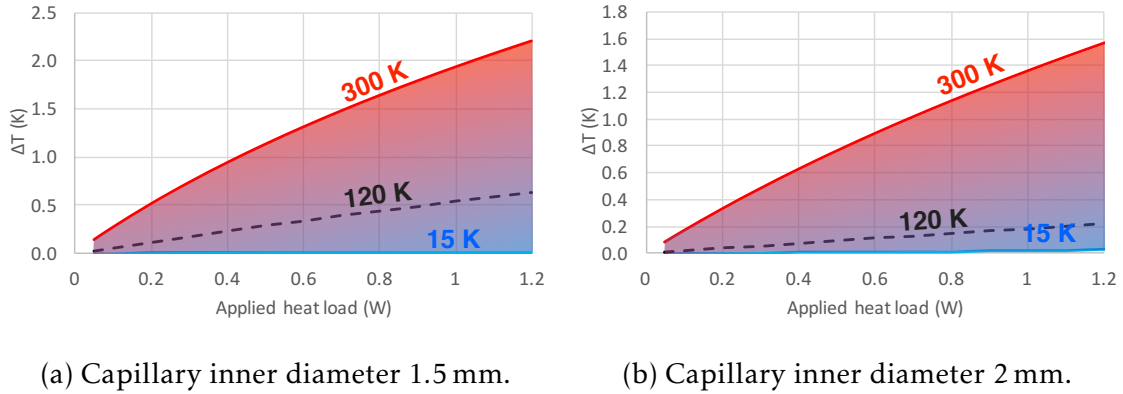 2.5
2.0
1.5
1.0
0.5
0.0
ΔT (K)
300 K
120 K
15 K
0 0.2 0.4 0.6 0.8 1 1.2
Applied heat load (W)
(a) Capillary inner diameter 1.5 mm.
1.8
1.6
1.4
1.2
1.0
0.8
0.6
0.4
0.2
0.0
ΔT (K)
300 K
120 K
15 K
0 0.2 0.4 0.6 0.8 1 1.2
Applied heat load (W)
(b) Capillary inner diameter 2 mm.